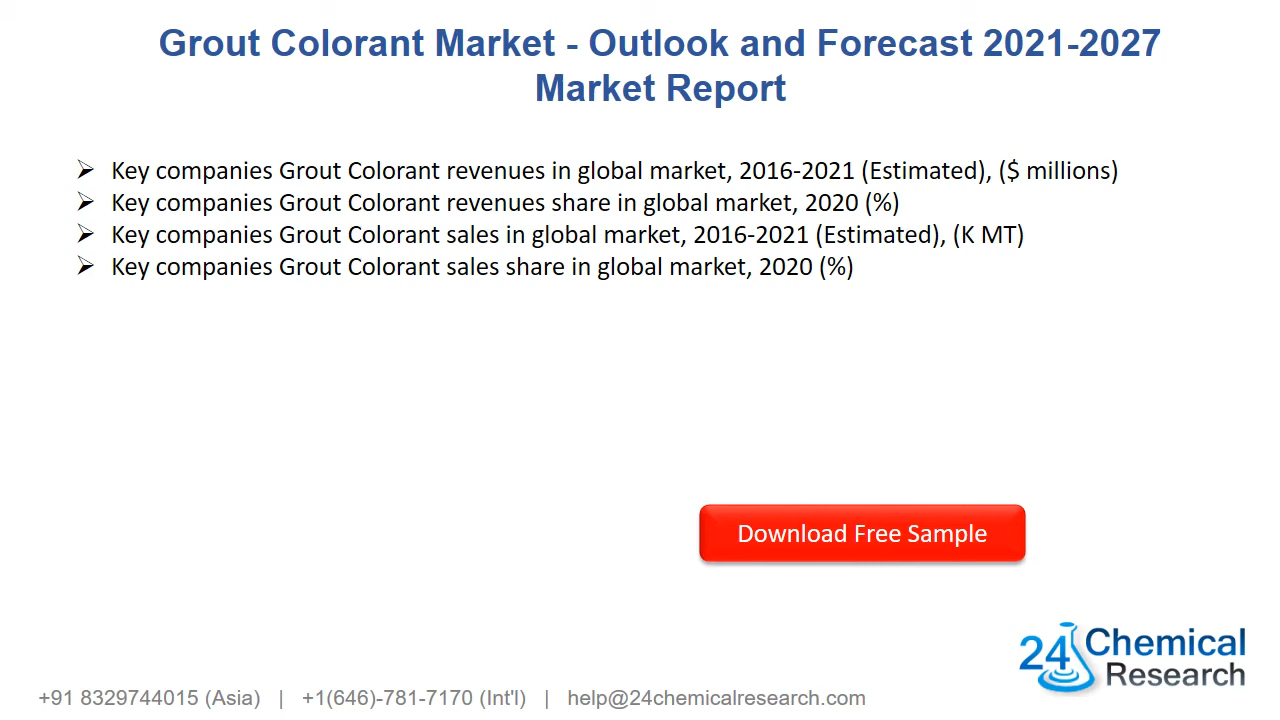 Grout Colorant Market - Outlook and Forecast 2021-2027
Market Report
Key companies Grout Colorant revenues in global market, 2016-2021 (Estimated), ($ millions)
Key companies Grout Colorant revenues share in global market, 2020 (%)
Key companies Grout Colorant sales in global market, 2016-2021 (Estimated), (K MT)
Key companies Grout Colorant sales share in global market, 2020 (%)
Download Free Sample
24 Chemical
Research
+91 8329744015 (Asia) | +1(646)-781-7170 (Int'l) | help@24chemicalresearch.com